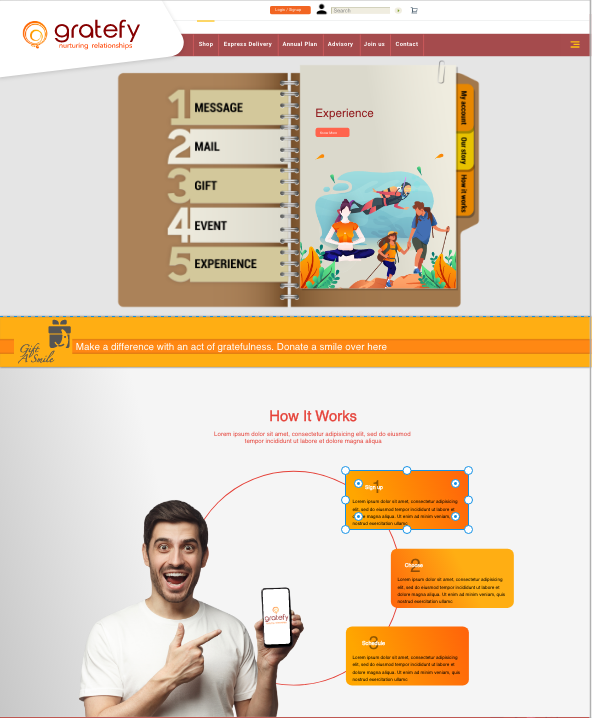 Login / Signup
Search
gratefy
nurturing relationships
Shop
Express Delivery
Annual Plan
Advisory
Join us
Contact
1 MESSAGE
2 MAIL
3 GIFT
4 EVENT
5 EXPERIENCE
Experience
My account
Our story
How it works
Gift
A Smile
Make a difference with an act of gratefulness. Donate a smile over here
How It Works
Lorem ipsum dolor sit amet, consectetur adipisicing elit, sed do eiusmod
tempor incididunt ut labore et dolore magna aliqua
1
Sign up
Lorem ipsum dolor sit amet, consectetur adipisicing
elit, sed do eiusmod tempor incididunt ut labore et
dolore magna aliqua. Ut enim ad minim veniam, quis
nostrud exercitation ullamc
2
Choose
Lorem ipsum dolor sit amet, consectetur adipisicing
elit, sed do eiusmod tempor incididunt ut labore et
dolore magna aliqua. Ut enim ad minim veniam, quis
nostrud exercitation ullamc
3
Schedule
Lorem ipsum dolor sit amet, consectetur adipisicing
elit, sed do eiusmod tempor incididunt ut labore et
dolore magna aliqua. Ut enim ad minim veniam, quis
nostrud exercitation ullamc
gratefy